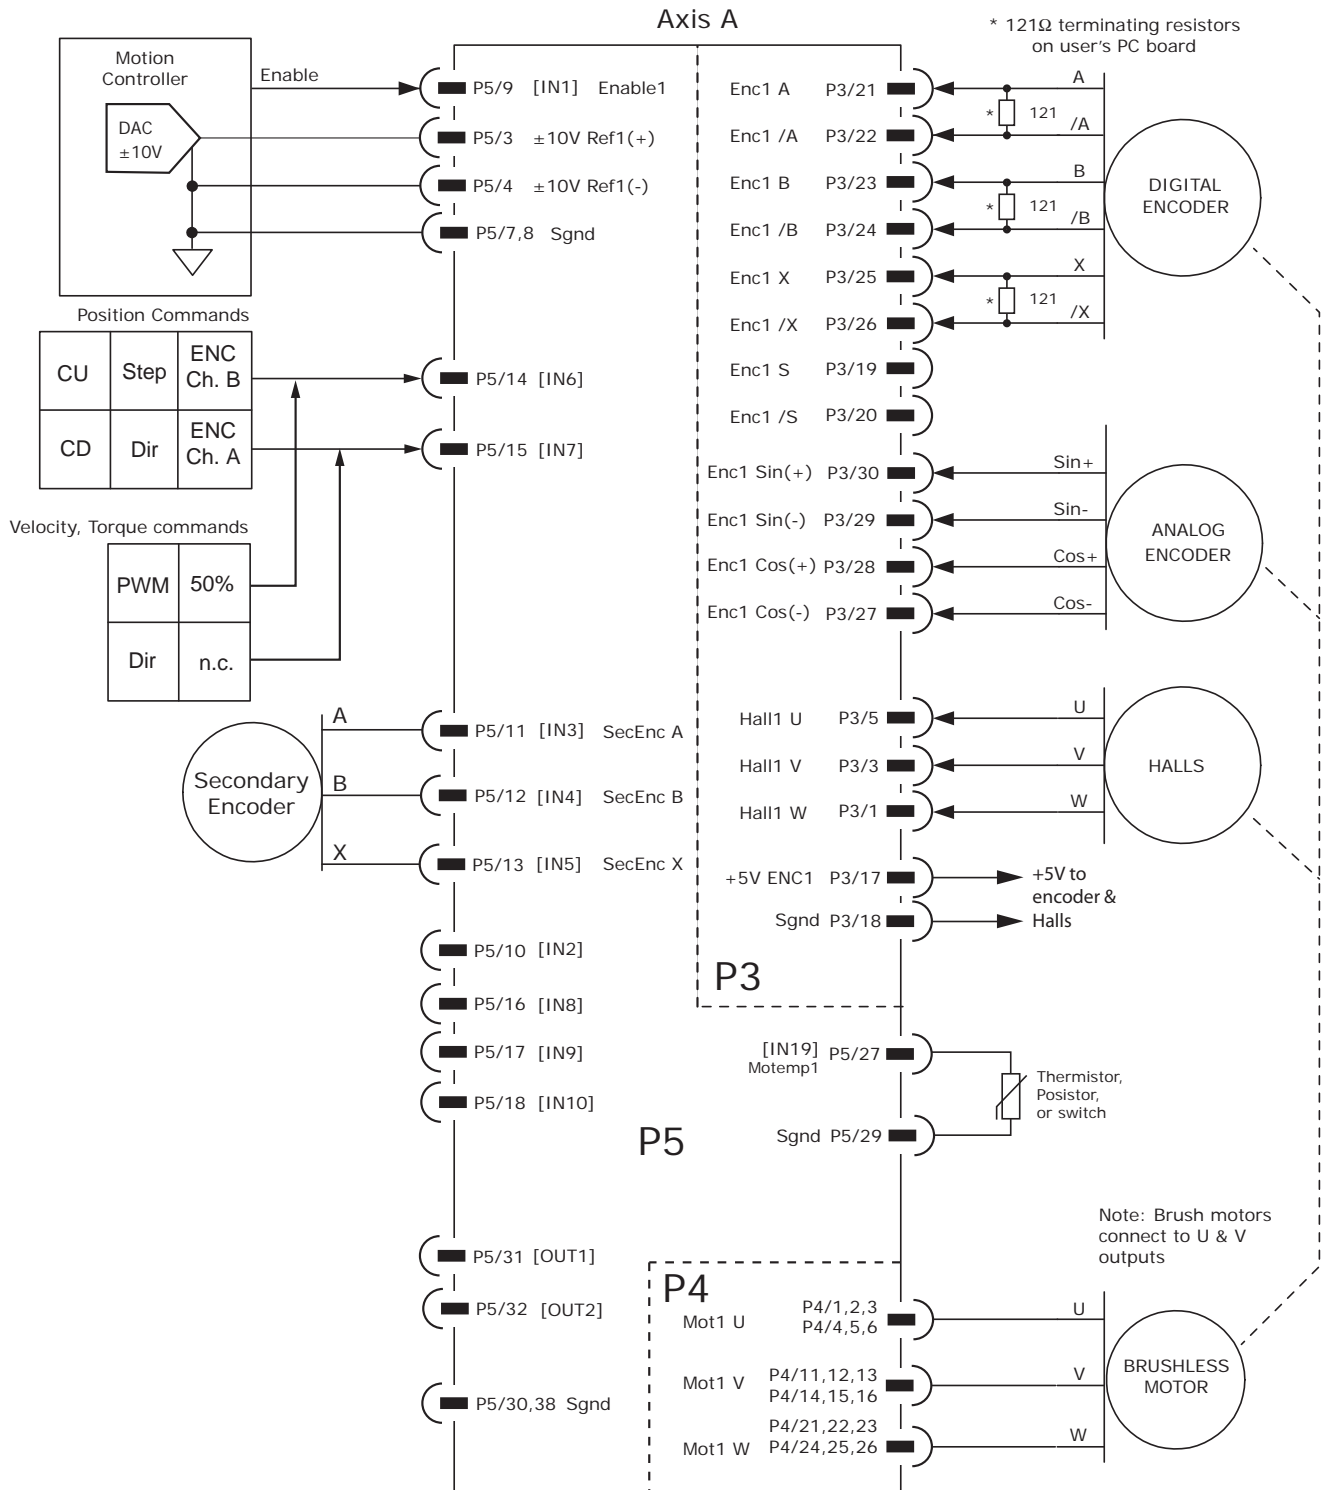 Axis A
* 121Ω terminating resistors
on user's PC board
Motion
Controller
Enable
DAC
±10V
P5/9 [IN1] Enable1
P5/3 ±10V Ref1(+)
P5/4 ±10V Ref1(-)
P5/7,8 Sgnd
Position Commands
CU Step ENC Ch. B
CD Dir ENC Ch. A
P5/14 [IN6]
P5/15 [IN7]
Velocity, Torque commands
PWM 50%
Dir n.c.
Secondary
Encoder
A
B
X
P5/11 [IN3] SecEnc A
P5/12 [IN4] SecEnc B
P5/13 [IN5] SecEnc X
P5/10 [IN2]
P5/16 [IN8]
P5/17 [IN9]
P5/18 [IN10]
P5
P5/31 [OUT1]
P5/32 [OUT2]
P5/30,38 Sgnd
Enc1 A P3/21
Enc1 /A P3/22
Enc1 B P3/23
Enc1 /B P3/24
Enc1 X P3/25
Enc1 /X P3/26
Enc1 S P3/19
Enc1 /S P3/20
A
* 121
/A
B
* 121
/B
X
* 121
/X
DIGITAL
ENCODER
Enc1 Sin(+) P3/30
Enc1 Sin(-) P3/29
Enc1 Cos(+) P3/28
Enc1 Cos(-) P3/27
Sin+
Sin-
Cos+
Cos-
ANALOG
ENCODER
Hall1 U P3/5
Hall1 V P3/3
Hall1 W P3/1
U
V
W
HALLS
+5V ENC1 P3/17
Sgnd P3/18
+5V to
encoder &
Halls
P3
[IN19] P5/27
Motemp1
Sgnd P5/29
Thermistor,
Posistor,
or switch
Note: Brush motors
connect to U & V
outputs
P4
Mot1 U P4/1,2,3
P4/4,5,6
Mot1 V P4/11,12,13
P4/14,15,16
P4/21,22,23
Mot1 W P4/24,25,26
U
V
W
BRUSHLESS
MOTOR